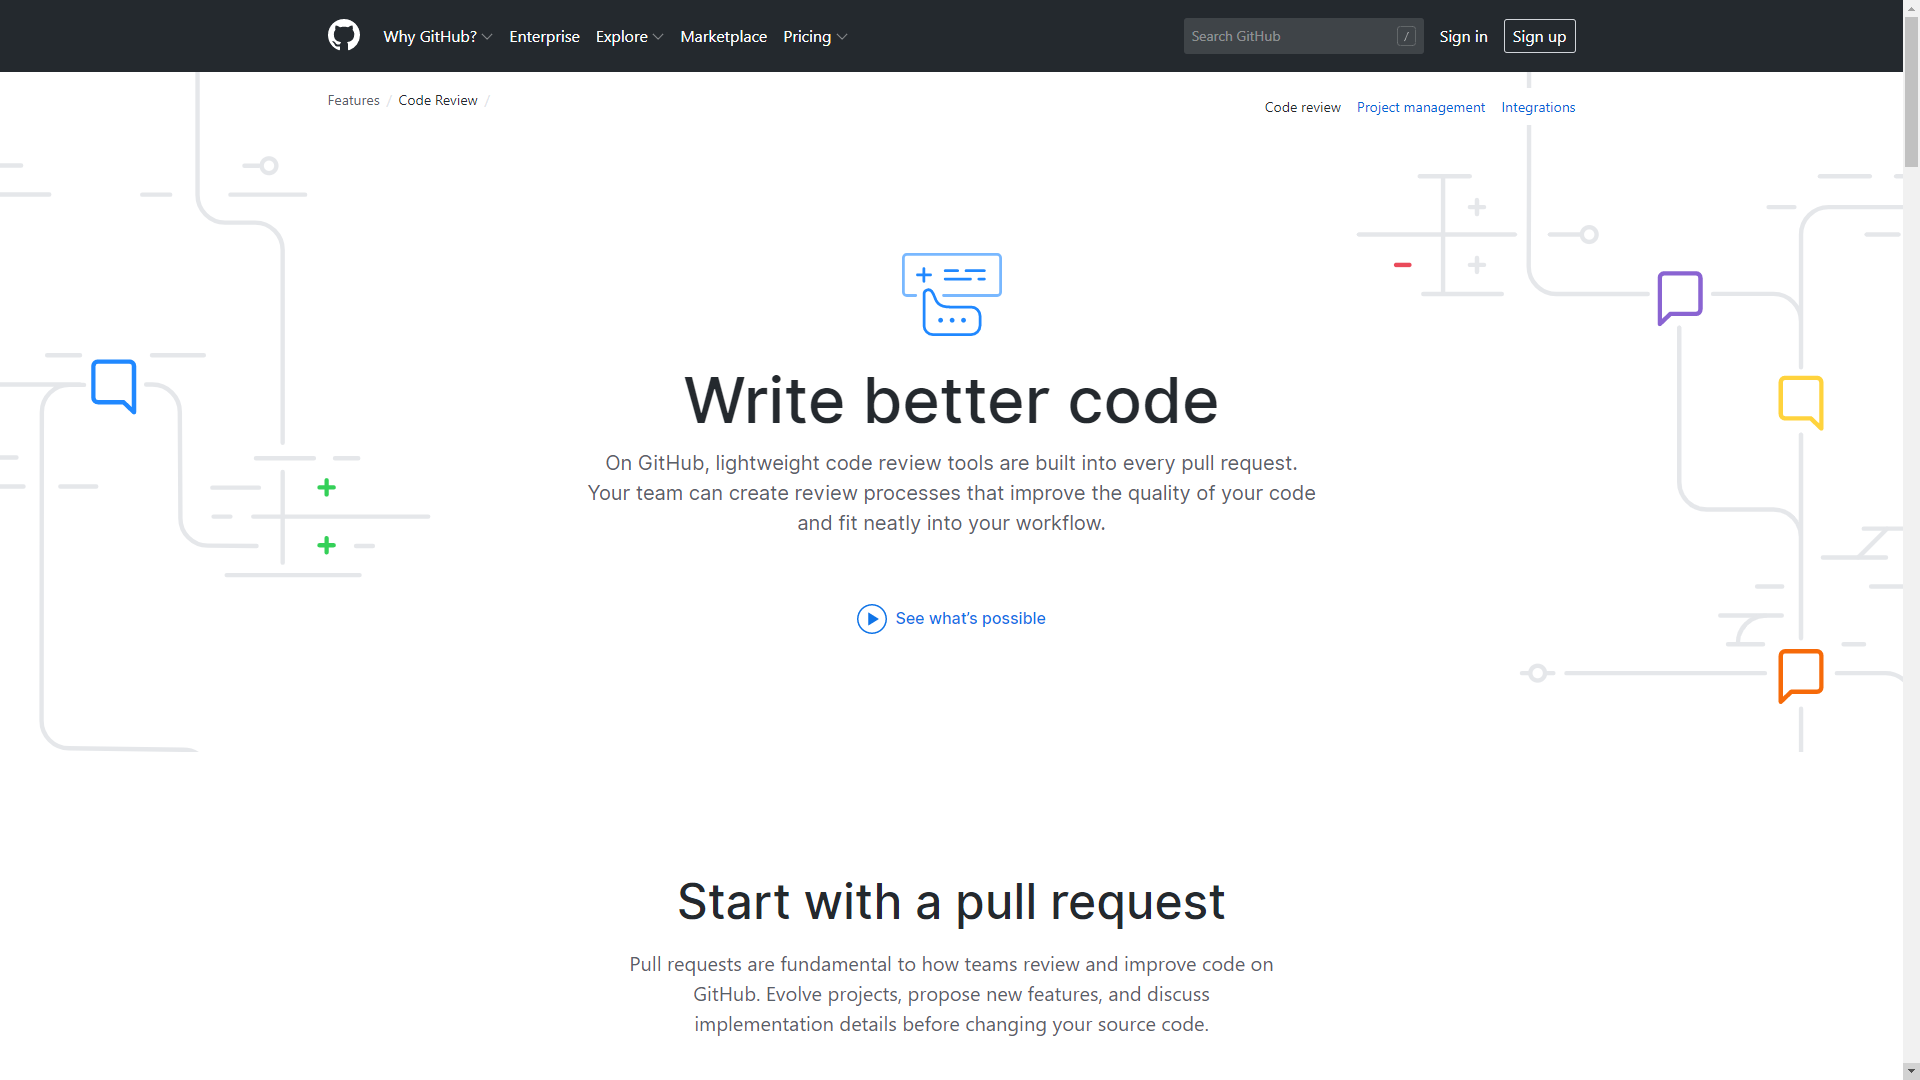 Why GitHub?
Enterprise
Explore
Marketplace
Pricing
Search GitHub
/
Sign in
Sign up
Features / Code Review /
Code review
Project management
Integrations
Write better code
On GitHub, lightweight code review tools are built into every pull request.
Your team can create review processes that improve the quality of your code
and fit neatly into your workflow.
See what’s possible
Start with a pull request
Pull requests are fundamental to how teams review and improve code on
GitHub. Evolve projects, propose new features, and discuss
implementation details before changing your source code.